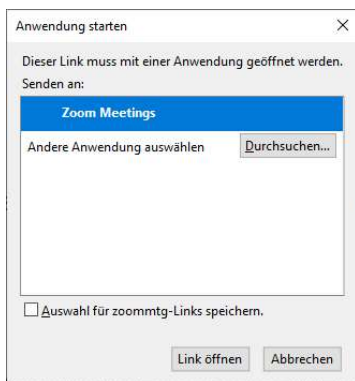 Anwendung starten
Dieser Link muss mit einer Anwendung geöffnet werden.
Senden an:
Zoom Meetings
Andere Anwendung auswählen Durchsuchen...
Auswahl für zoommtg-Links speichern.
Link öffnen Abbrechen